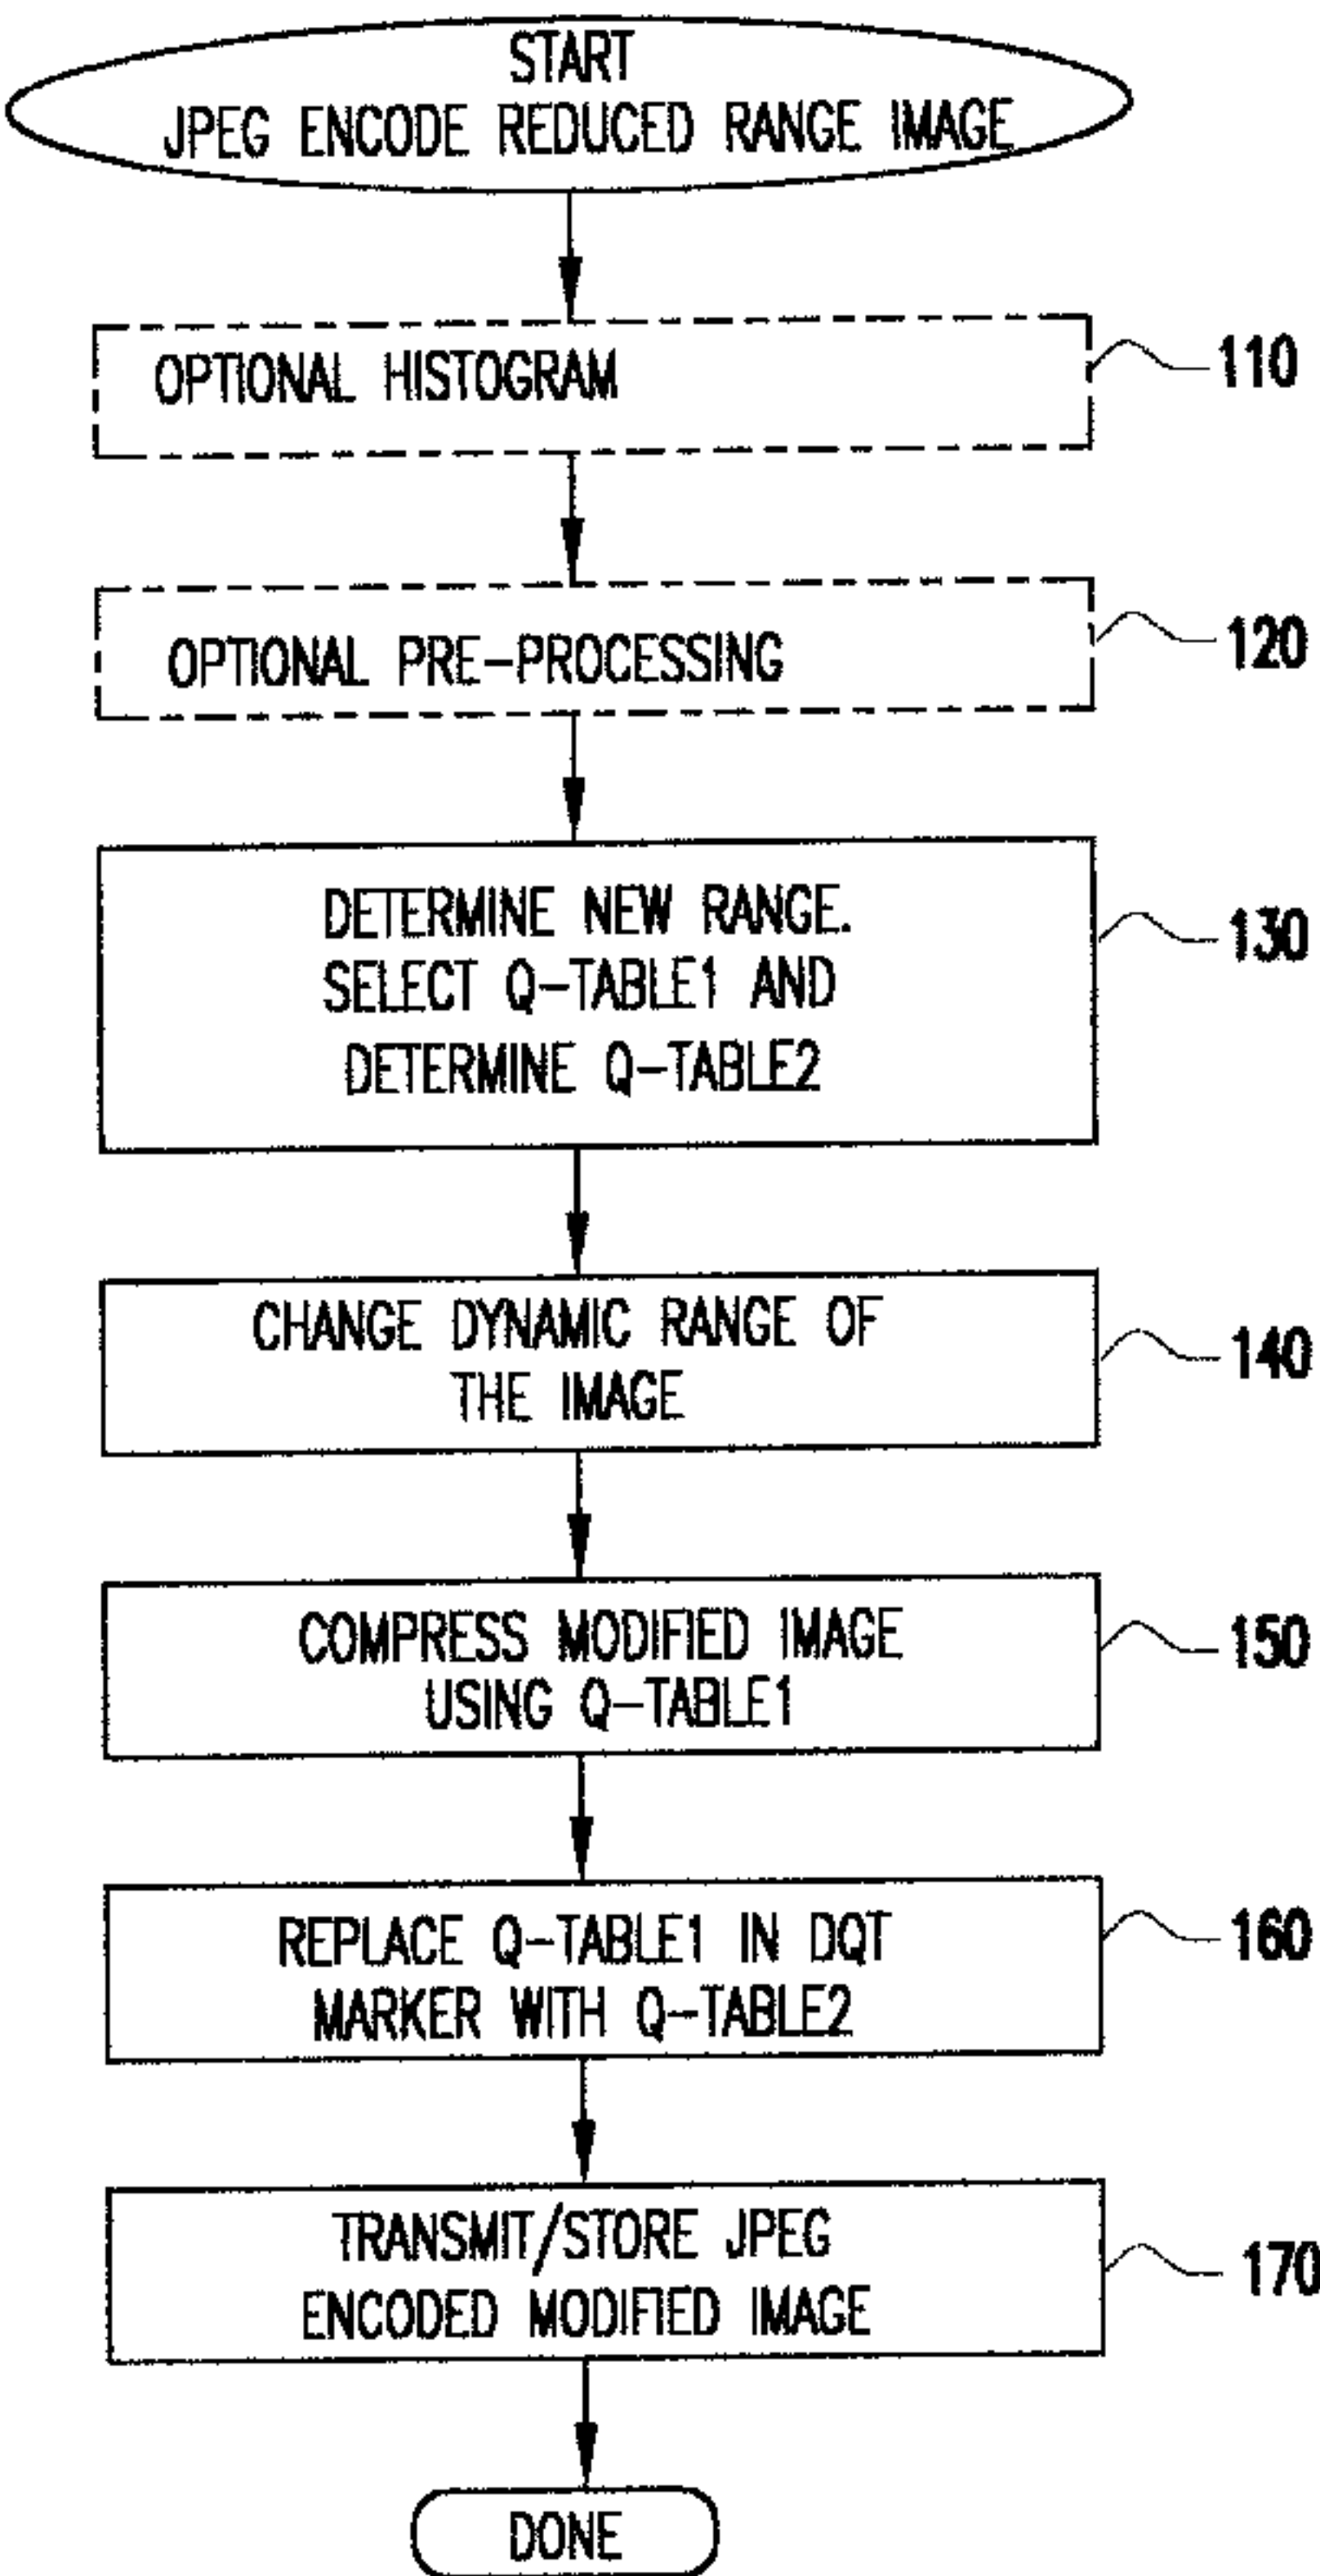 START
JPEG ENCODE REDUCED RANGE IMAGE
OPTIONAL HISTOGRAM
110
OPTIONAL PRE-PROCESSING
120
DETERMINE NEW RANGE.
SELECT Q-TABLE1 AND
DETERMINE Q-TABLE2
130
CHANGE DYNAMIC RANGE OF
THE IMAGE
140
COMPRESS MODIFIED IMAGE
USING Q-TABLE1
150
REPLACE Q-TABLE1 IN DQT
MARKER WITH Q-TABLE2
160
TRANSMIT/STORE JPEG
ENCODED MODIFIED IMAGE
170
DONE